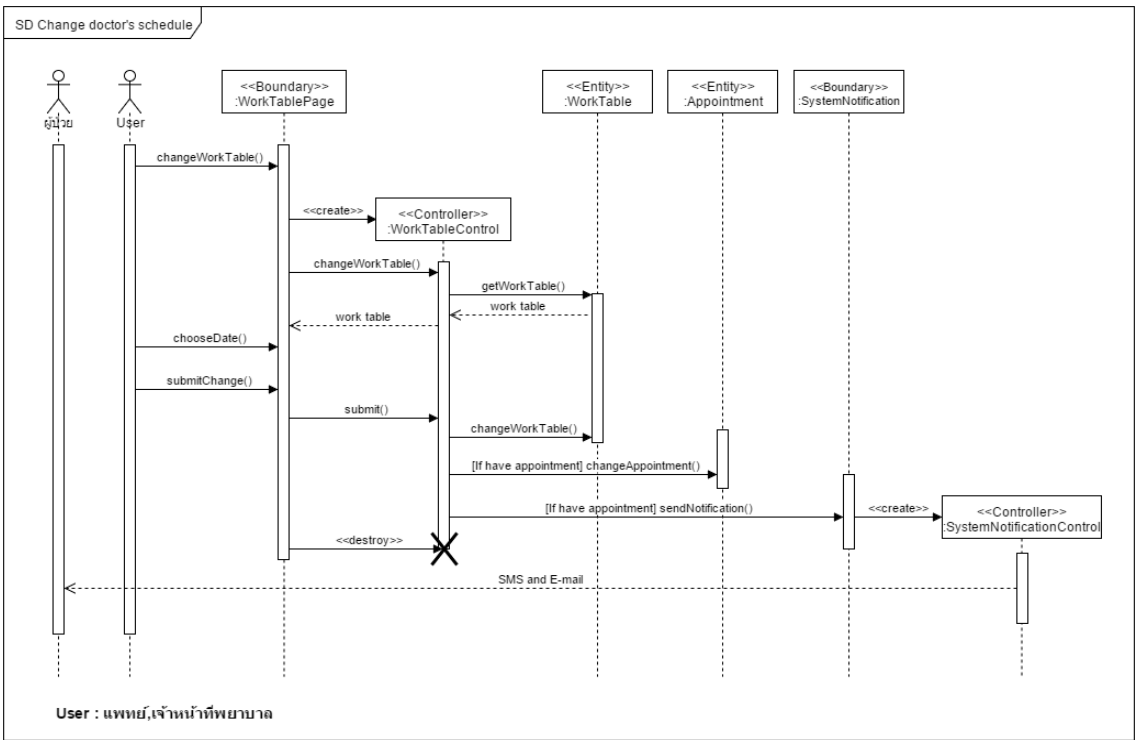 SD Change doctor's schedule
ผู้ป่วย
User
<<Boundary>>
:WorkTablePage
<<Entity>>
:WorkTable
<<Entity>>
:Appointment
<<Boundary>>
:SystemNotification
changeWorkTable()
<<create>>
<<Controller>>
:WorkTableControl
changeWorkTable()
getWorkTable()
work table
work table
chooseDate()
submitChange()
submit()
changeWorkTable()
[If have appointment] changeAppointment()
[If have appointment] sendNotification()
<<create>>
<<Controller>>
:SystemNotificationControl
<<destroy>>
SMS and E-mail
User : แพทย์,เจ้าหน้าที่พยาบาล